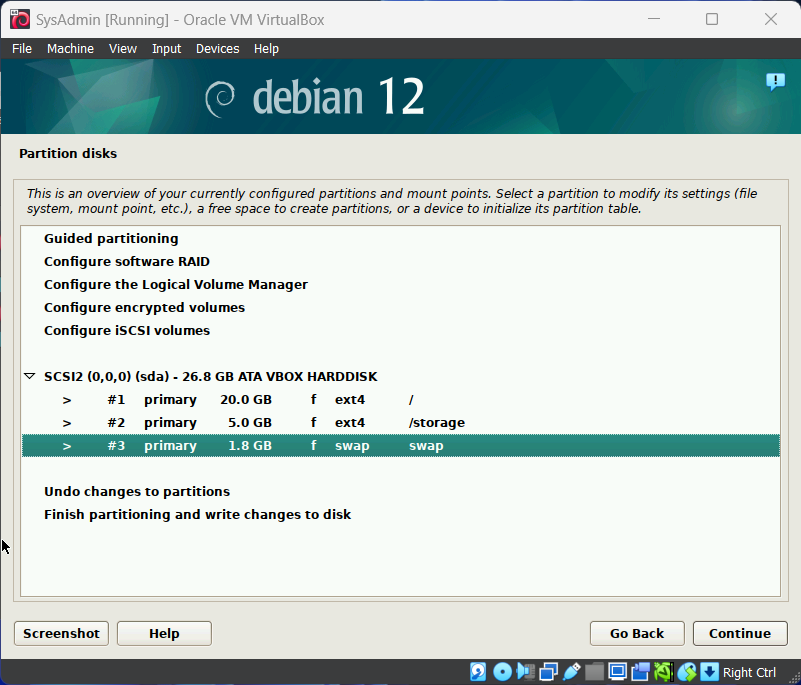 SysAdmin [Running] - Oracle VM VirtualBox
File Machine View Input Devices Help
debian 12
Partition disks
This is an overview of your currently configured partitions and mount points. Select a partition to modify its settings (file
system, mount point, etc.), a free space to create partitions, or a device to initialize its partition table.
Guided partitioning
Configure software RAID
Configure the Logical Volume Manager
Configure encrypted volumes
Configure iSCSI volumes
SCSI2 (0,0,0) (sda) - 26.8 GB ATA VBOX HARDDISK
> #1 primary 20.0 GB f ext4 /
> #2 primary 5.0 GB f ext4 /storage
> #3 primary 1.8 GB f swap swap
Undo changes to partitions
Finish partitioning and write changes to disk
Screenshot Help Go Back Continue
Right Ctrl